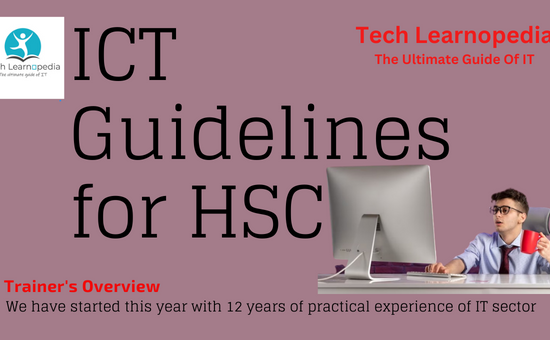 h Learnopedia
The ultimate guide of IT
Tech Learnopedia
The Ultimate Guide Of IT
ICT
Guidelines
for HSC
Trainer's Overview
We have started this year with 12 years of practical experience of IT sector